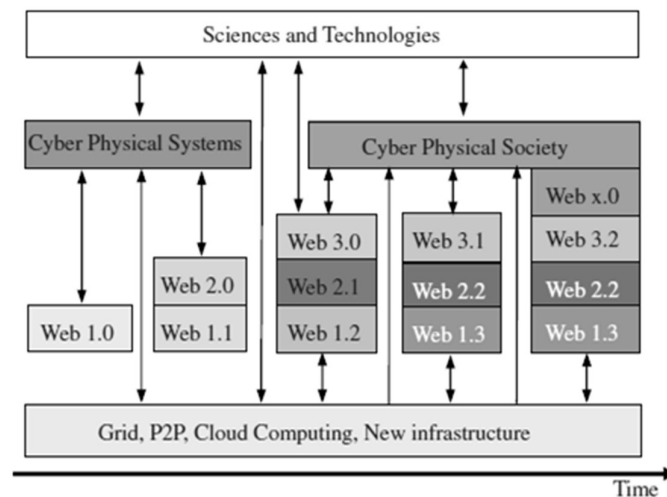 Sciences and Technologies
Cyber Physical Systems
Cyber Physical Society
Web x.0
Web 3.0
Web 3.1
Web 3.2
Web 2.0
Web 2.1
Web 2.2
Web 2.2
Web 1.0
Web 1.1
Web 1.2
Web 1.3
Web 1.3
Grid, P2P, Cloud Computing, New infrastructure
Time